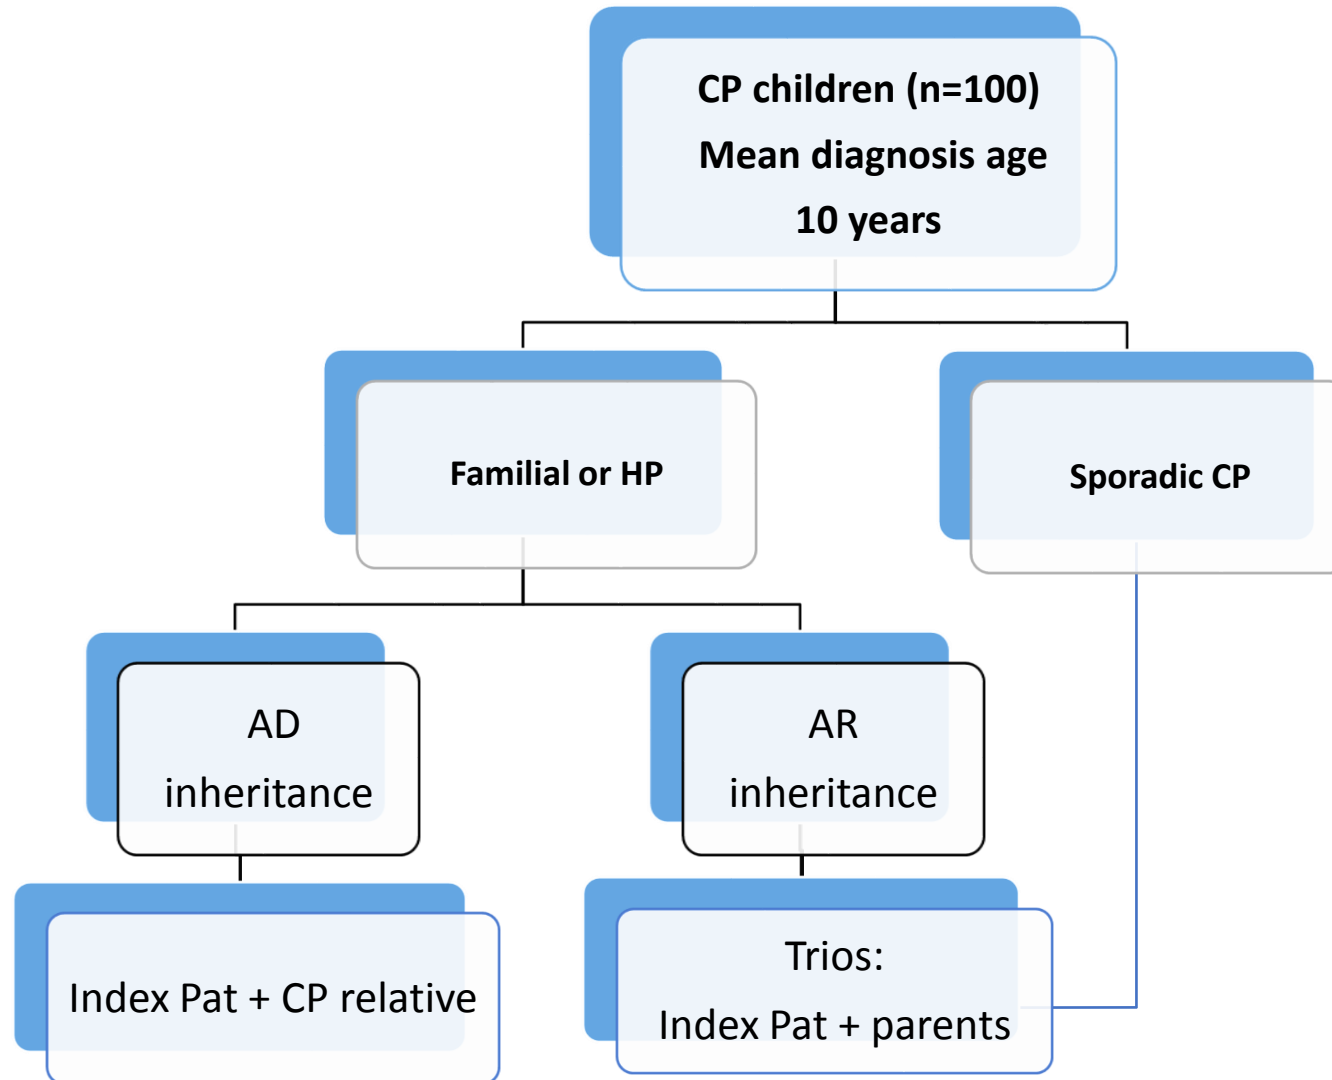 CP children (n=100)
Mean diagnosis age
10 years
Familial or HP
Sporadic CP
AD
inheritance
AR
inheritance
Index Pat + CP relative
Trios:
Index Pat + parents